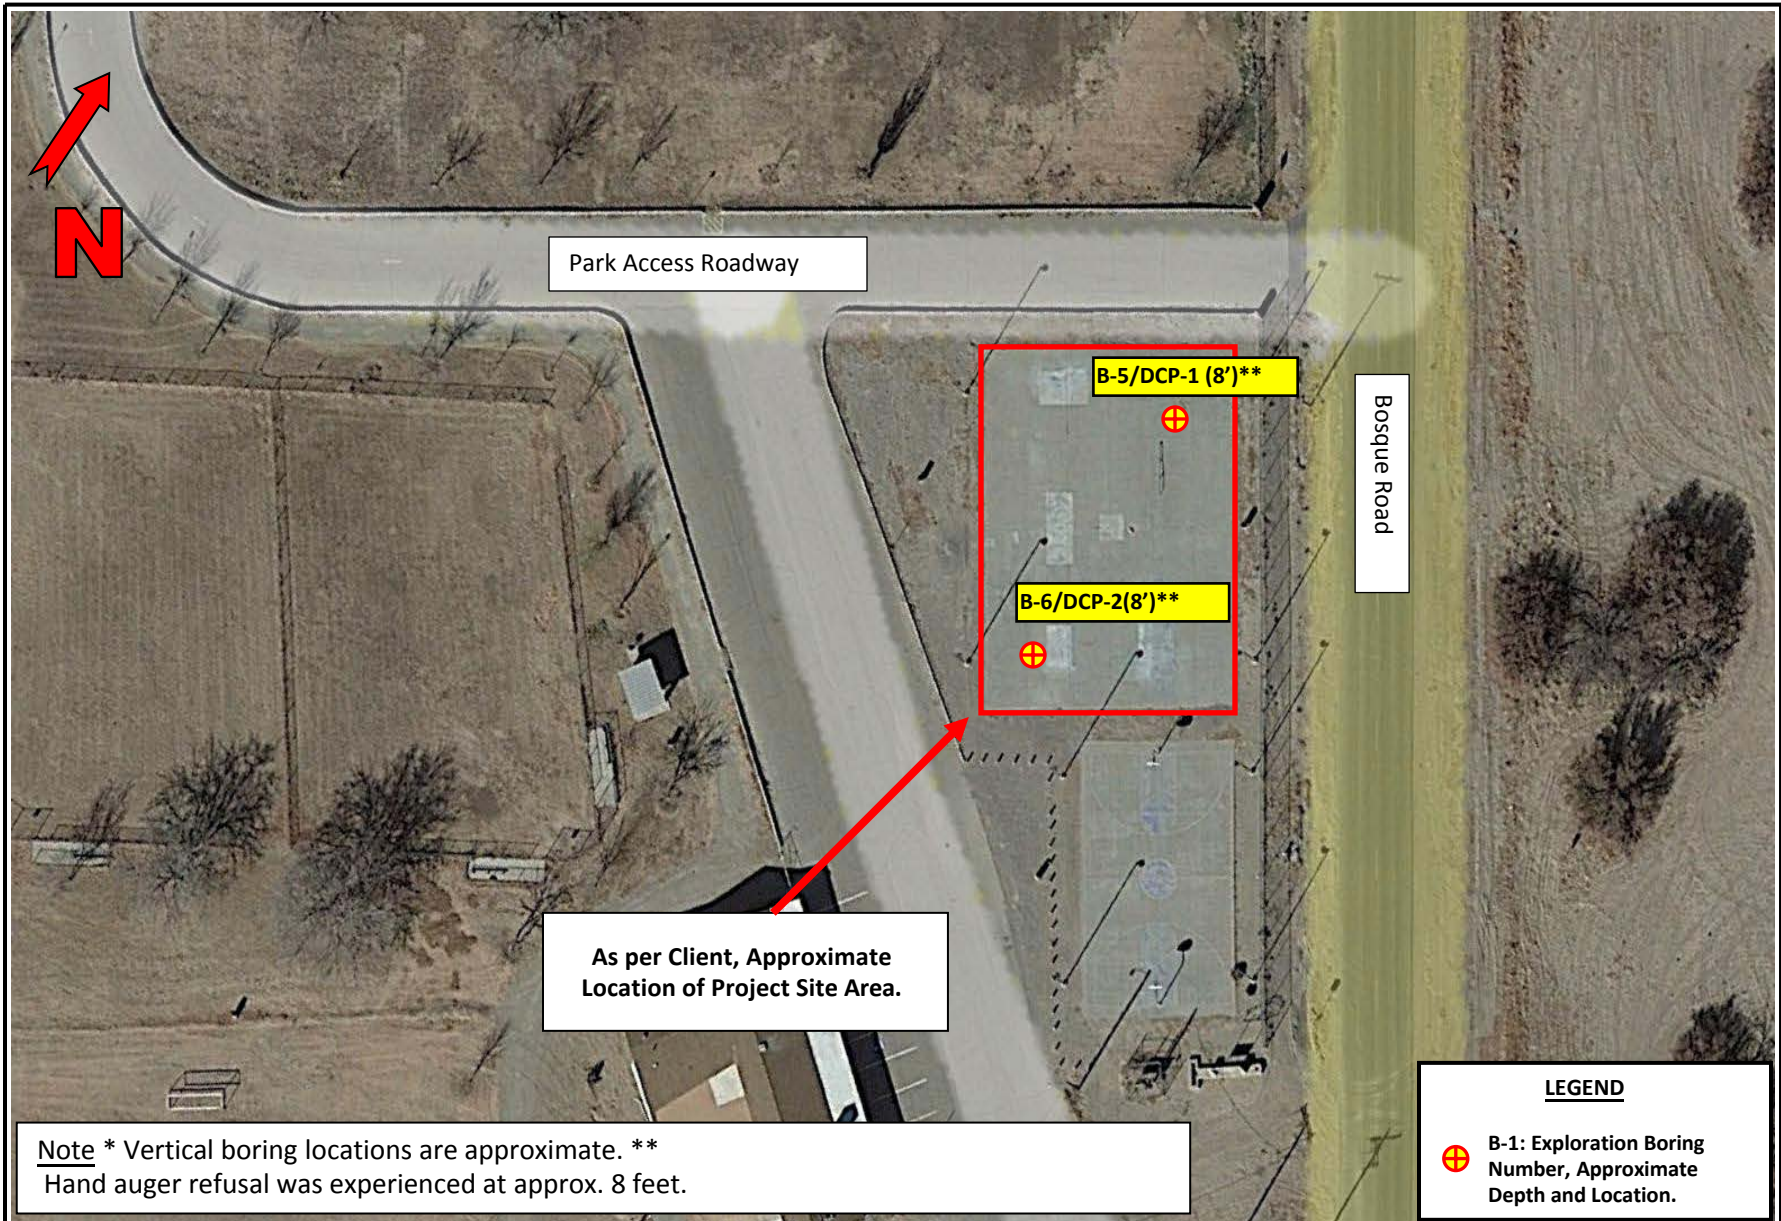 N
Park Access Roadway
B-5/DCP-1 (8’)**
Bosque Road
B-6/DCP-2(8’)**
As per Client, Approximate
Location of Project Site Area.
Note * Vertical boring locations are approximate. **
Hand auger refusal was experienced at approx. 8 feet.
LEGEND
B-1: Exploration Boring
Number, Approximate
Depth and Location.